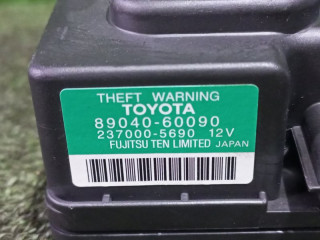 THEFT WARNING
TOYOTA
89040-60090
237000-5690 12V
FUJITSU TEN LIMITED JAPAN